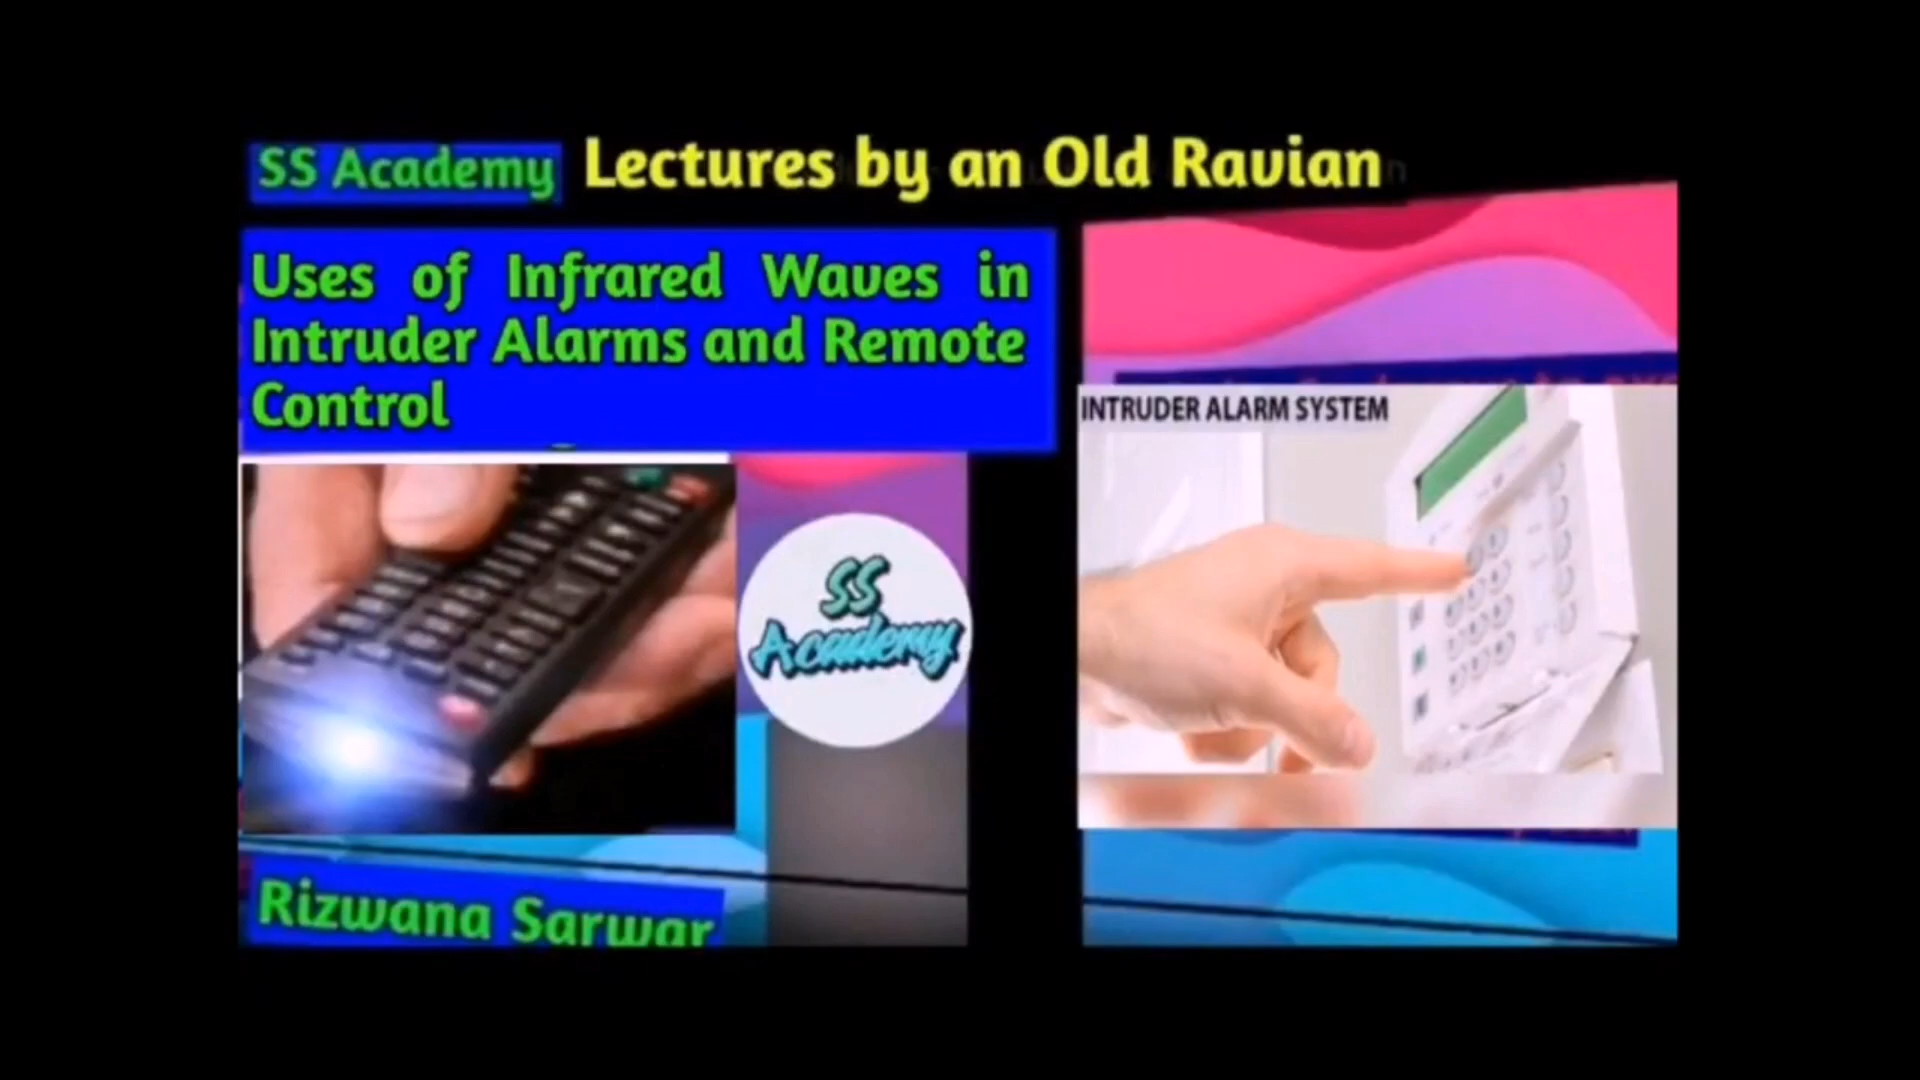 SS Academy Lectures by an Old Ravian
Uses of Infrared Waves in
Intruder Alarms and Remote
Control
INTRUDER ALARM SYSTEM
SS
Academy
Rizwana Sarwar